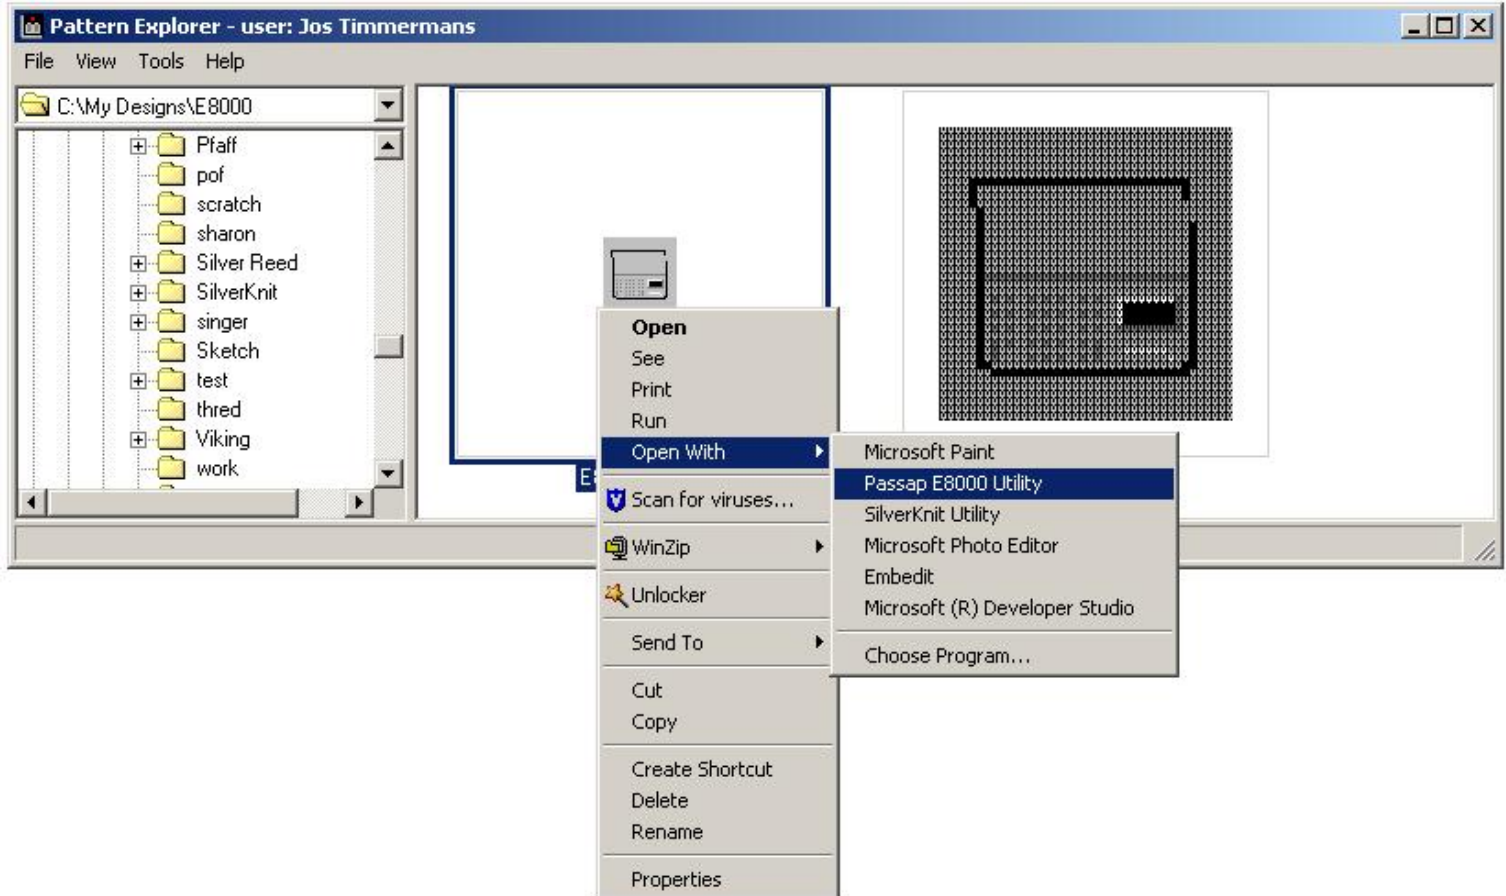 Pattern Explorer - user: Jos Timmermans
File View Tools Help
C:\My Designs\E8000
Pfaff
pof
scratch
sharon
Silver Reed
SilverKnit
singer
Sketch
test
thred
Viking
work
Open
See
Print
Run
Open With
Scan for viruses...
WinZip
Unlocker
Send To
Cut
Copy
Create Shortcut
Delete
Rename
Properties
Microsoft Paint
Passap E8000 Utility
SilverKnit Utility
Microsoft Photo Editor
Embedit
Microsoft (R) Developer Studio
Choose Program...